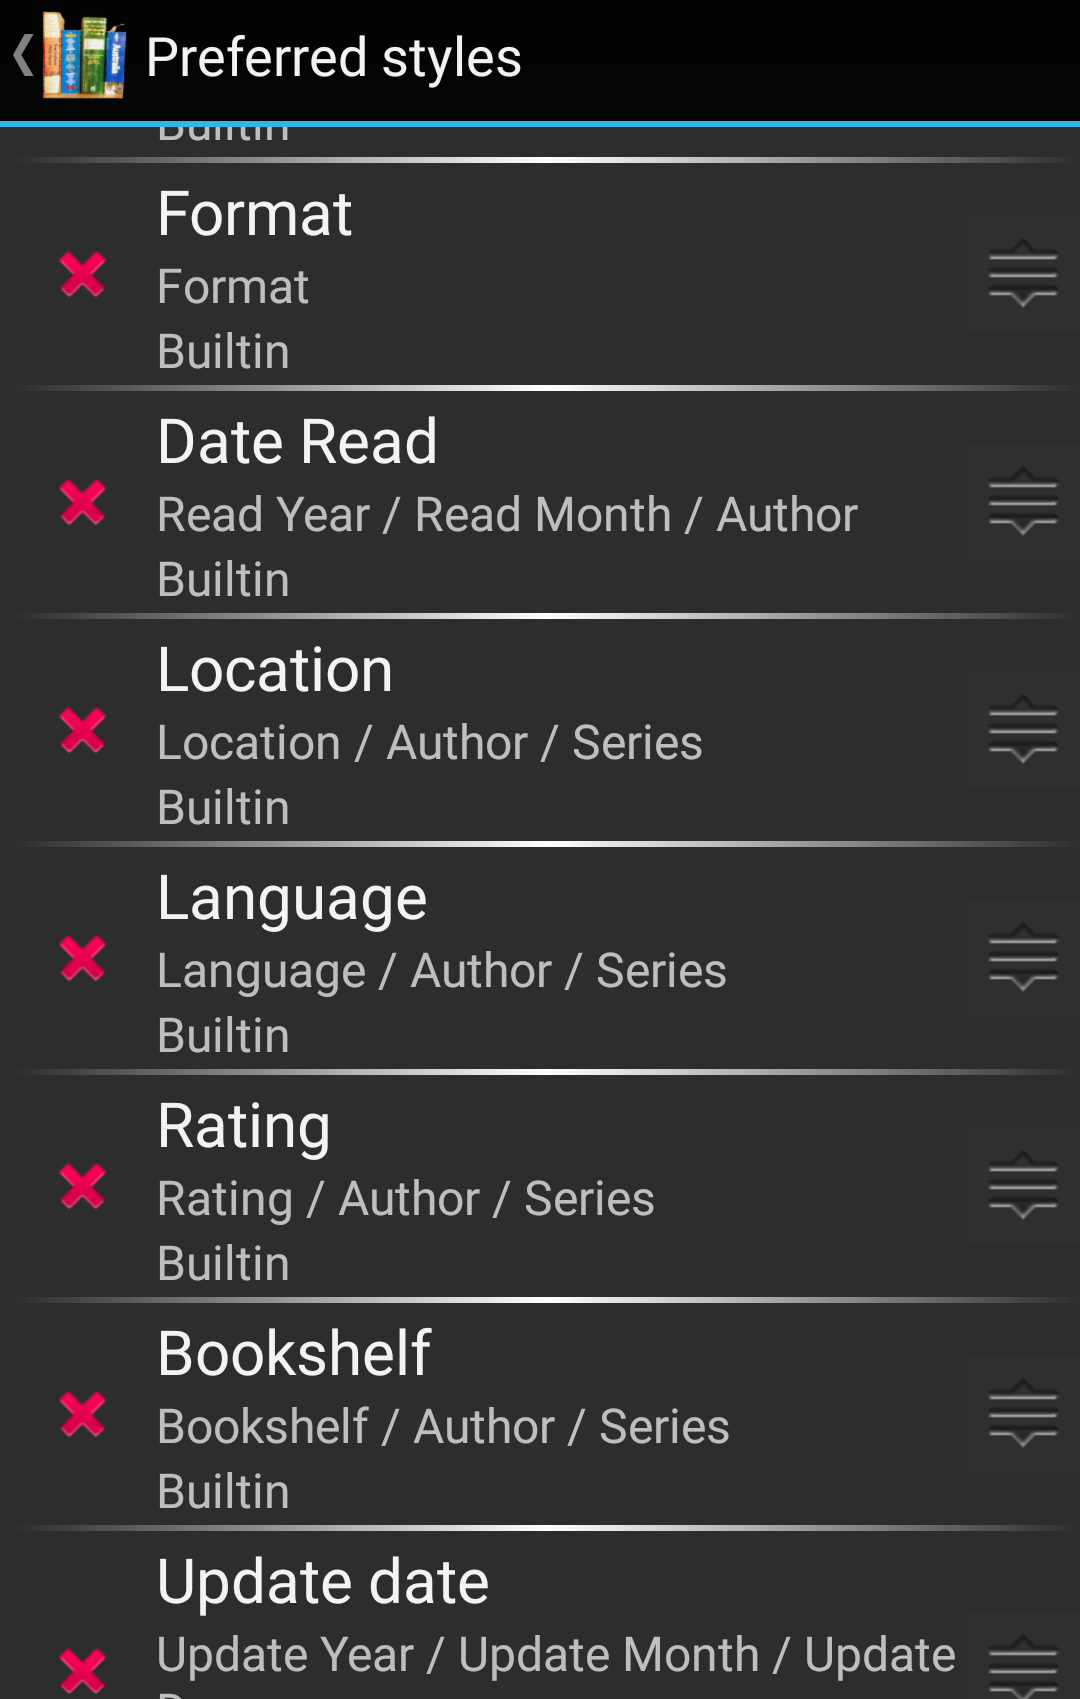 Preferred styles
Builtin
Format
Format
Builtin
Date Read
Read Year / Read Month / Author
Builtin
Location
Location / Author / Series
Builtin
Language
Language / Author / Series
Builtin
Rating
Rating / Author / Series
Builtin
Bookshelf
Bookshelf / Author / Series
Builtin
Update date
Update Year / Update Month / Update